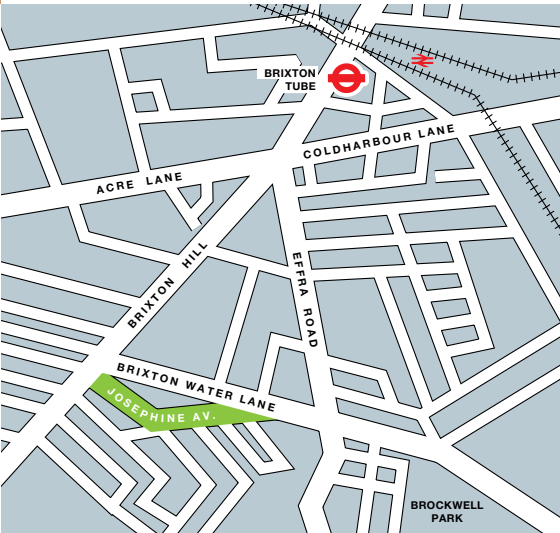 BRIXTON
TUBE
COLDHARBOUR LANE
ACRE LANE
BRIXTON HILL
EFFRA ROAD
BRIXTON WATER LANE
JOSEPHINE AV.
BROCKWELL
PARK